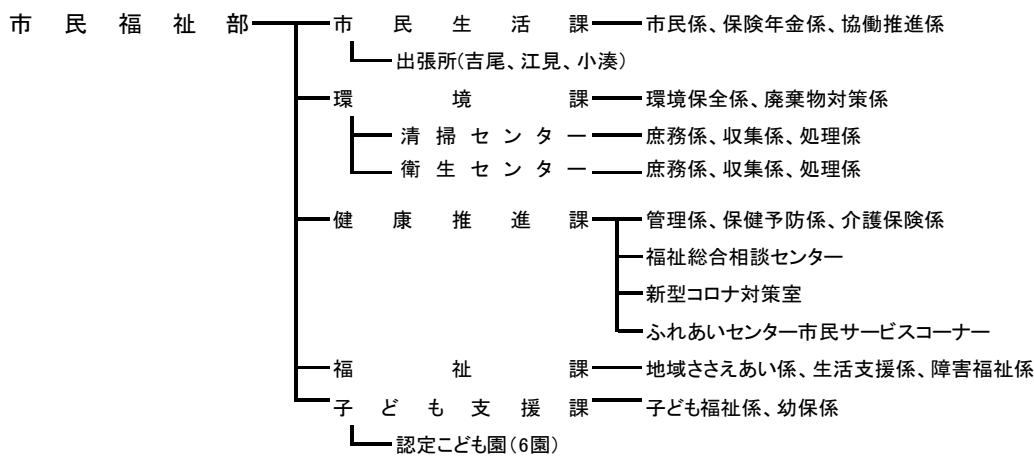 市民福祉部 市民生活課 市民係、保険年金係、協働推進係
出張所(吉尾、江見、小湊)
環境課 環境保全係、廃棄物対策係
清掃センター 庶務係、収集係、処理係
衛生センター 庶務係、収集係、処理係
健康推進課 管理係、保健予防係、介護保険係
福祉総合相談センター
新型コロナ対策室
ふれあいセンター市民サービスコーナー
福祉課 地域ささえあい係、生活支援係、障害福祉係
子ども支援課 子ども福祉係、幼保係
認定こども園(6園)